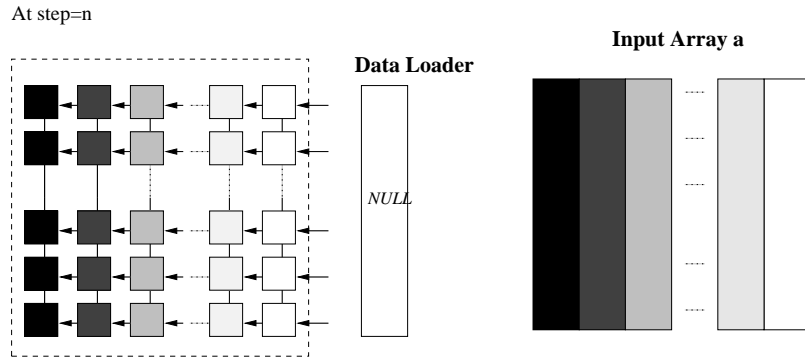 At step=n
Input Array a
Data Loader
NULL